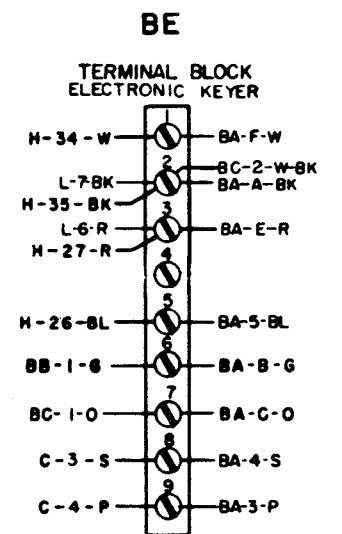 BE
TERMINAL BLOCK
ELECTRONIC KEYER
1
H-34-W BA-F-W
2
BC-2-W-BK
L-7-BK BA-A-BK
H-35-BK
3
L-6-R BA-E-R
H-27-R
4
5
H-26-BL BA-5-BL
6
BB-1-G BA-B-G
7
BC-1-O BA-C-O
8
C-3-S BA-4-S
9
C-4-P BA-3-P